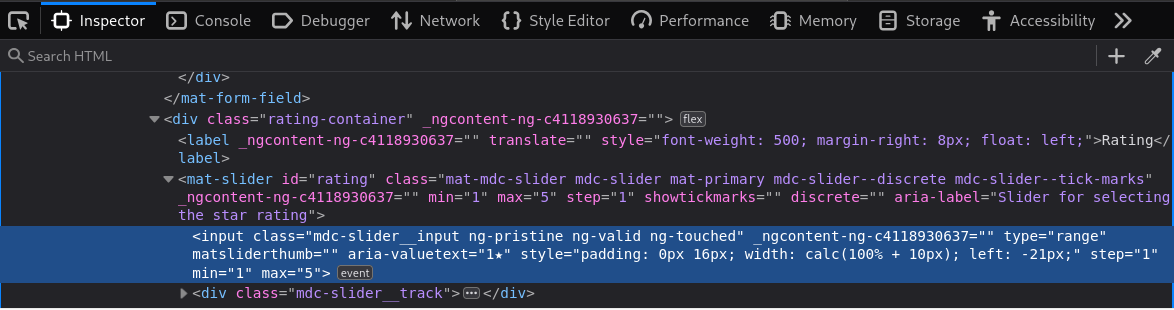 Inspector Console Debugger Network Style Editor Performance Memory Storage Accessibility
Search HTML
</div>
</mat-form-field>
<div class="rating-container" _ngcontent-ng-c4118930637=""> flex
<label _ngcontent-ng-c4118930637="" translate="" style="font-weight: 500; margin-right: 8px; float: left;">Rating</
label>
<mat-slider id="rating" class="mat-mdc-slider mdc-slider mat-primary mdc-slider--discrete mdc-slider--tick-marks"
_ngcontent-ng-c4118930637="" min="1" max="5" step="1" showtickmarks="" discrete="" aria-label="Slider for selecting
the star rating">
<input class="mdc-slider__input ng-pristine ng-valid ng-touched" _ngcontent-ng-c4118930637="" type="range"
matsliderthumb="" aria-valuetext="1★" style="padding: 0px 16px; width: calc(100% + 10px); left: -21px;" step="1"
min="1" max="5"> event
<div class="mdc-slider__track">⋯</div>